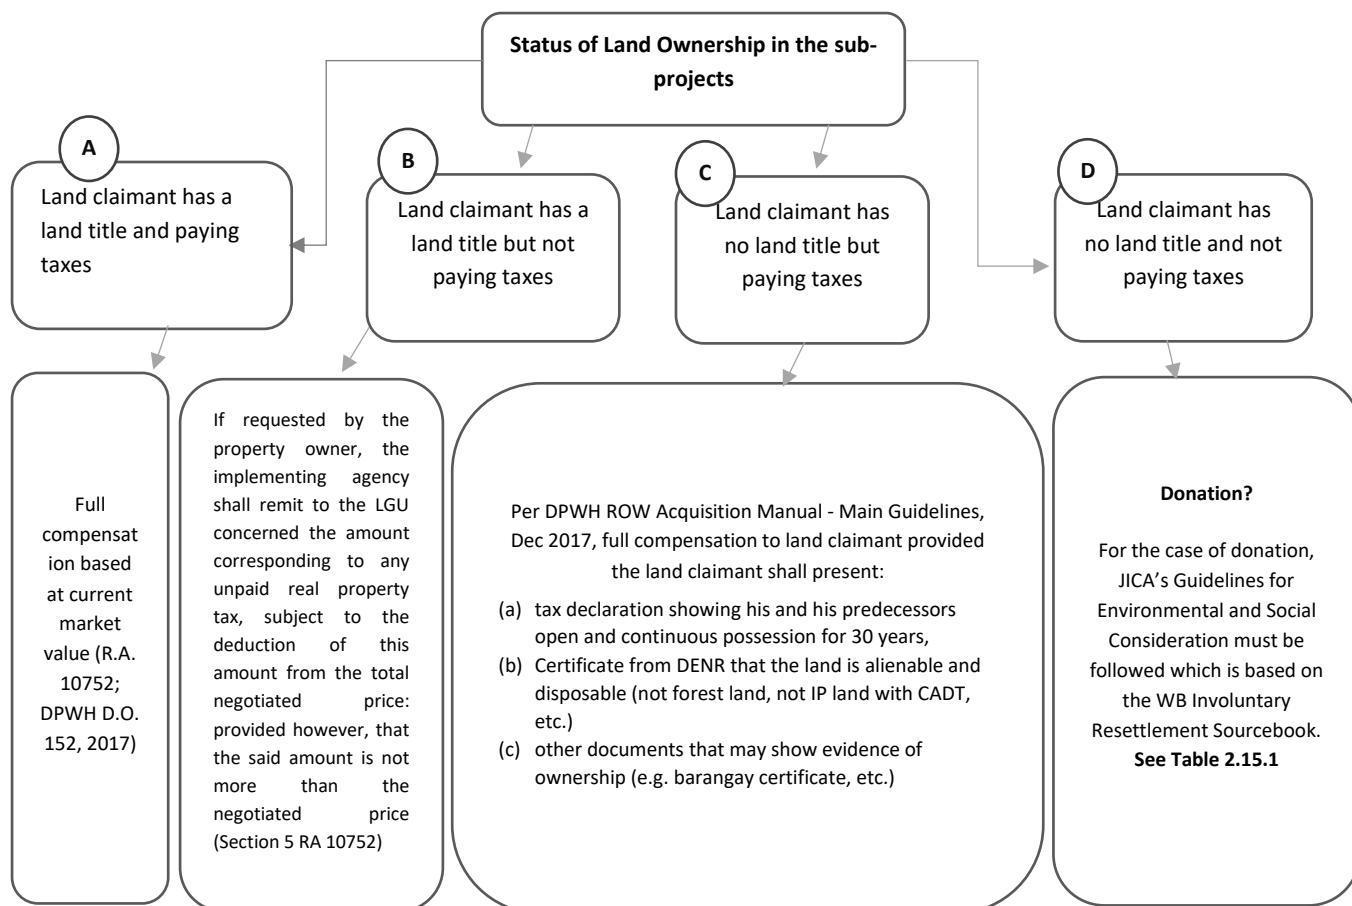 Status of Land Ownership in the sub-
projects
A
Land claimant has a
land title and paying
taxes
B
Land claimant has a
land title but not
paying taxes
C
Land claimant has
no land title but
paying taxes
D
Land claimant has
no land title and not
paying taxes
Full
compensat
ion based
at current
market
value (R.A.
10752;
DPWH D.O.
152, 2017)
If requested by the
property owner, the
implementing agency
shall remit to the LGU
concerned the amount
corresponding to any
unpaid real property
tax, subject to the
deduction of this
amount from the total
negotiated price:
provided however, that
the said amount is not
more than the
negotiated price
(Section 5 RA 10752)
Per DPWH ROW Acquisition Manual - Main Guidelines,
Dec 2017, full compensation to land claimant provided
the land claimant shall present:
(a) tax declaration showing his and his predecessors
open and continuous possession for 30 years,
(b) Certificate from DENR that the land is alienable and
disposable (not forest land, not IP land with CADT,
etc.)
(c) other documents that may show evidence of
ownership (e.g. barangay certificate, etc.)
Donation?
For the case of donation,
JICA’s Guidelines for
Environmental and Social
Consideration must be
followed which is based on
the WB Involuntary
Resettlement Sourcebook.
See Table 2.15.1